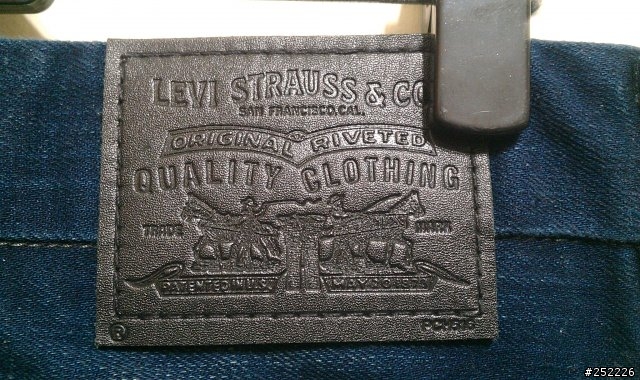 LEVI STRAUSS & CO
SAN FRANCISCO, CAL.
ORIGINAL RIVETED
QUALITY CLOTHING
TRADE MARK
PATENTED IN U.S. MAY 20 1873
®
#252226